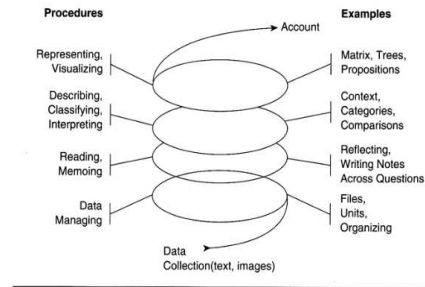 Procedures
Examples
Account
Representing,
Visualizing
Matrix, Trees,
Propositions
Describing,
Classifying,
Interpreting
Context,
Categories,
Comparisons
Reading,
Memoing
Reflecting,
Writing Notes
Across Questions
Data
Managing
Files,
Units,
Organizing
Data
Collection(text, images)